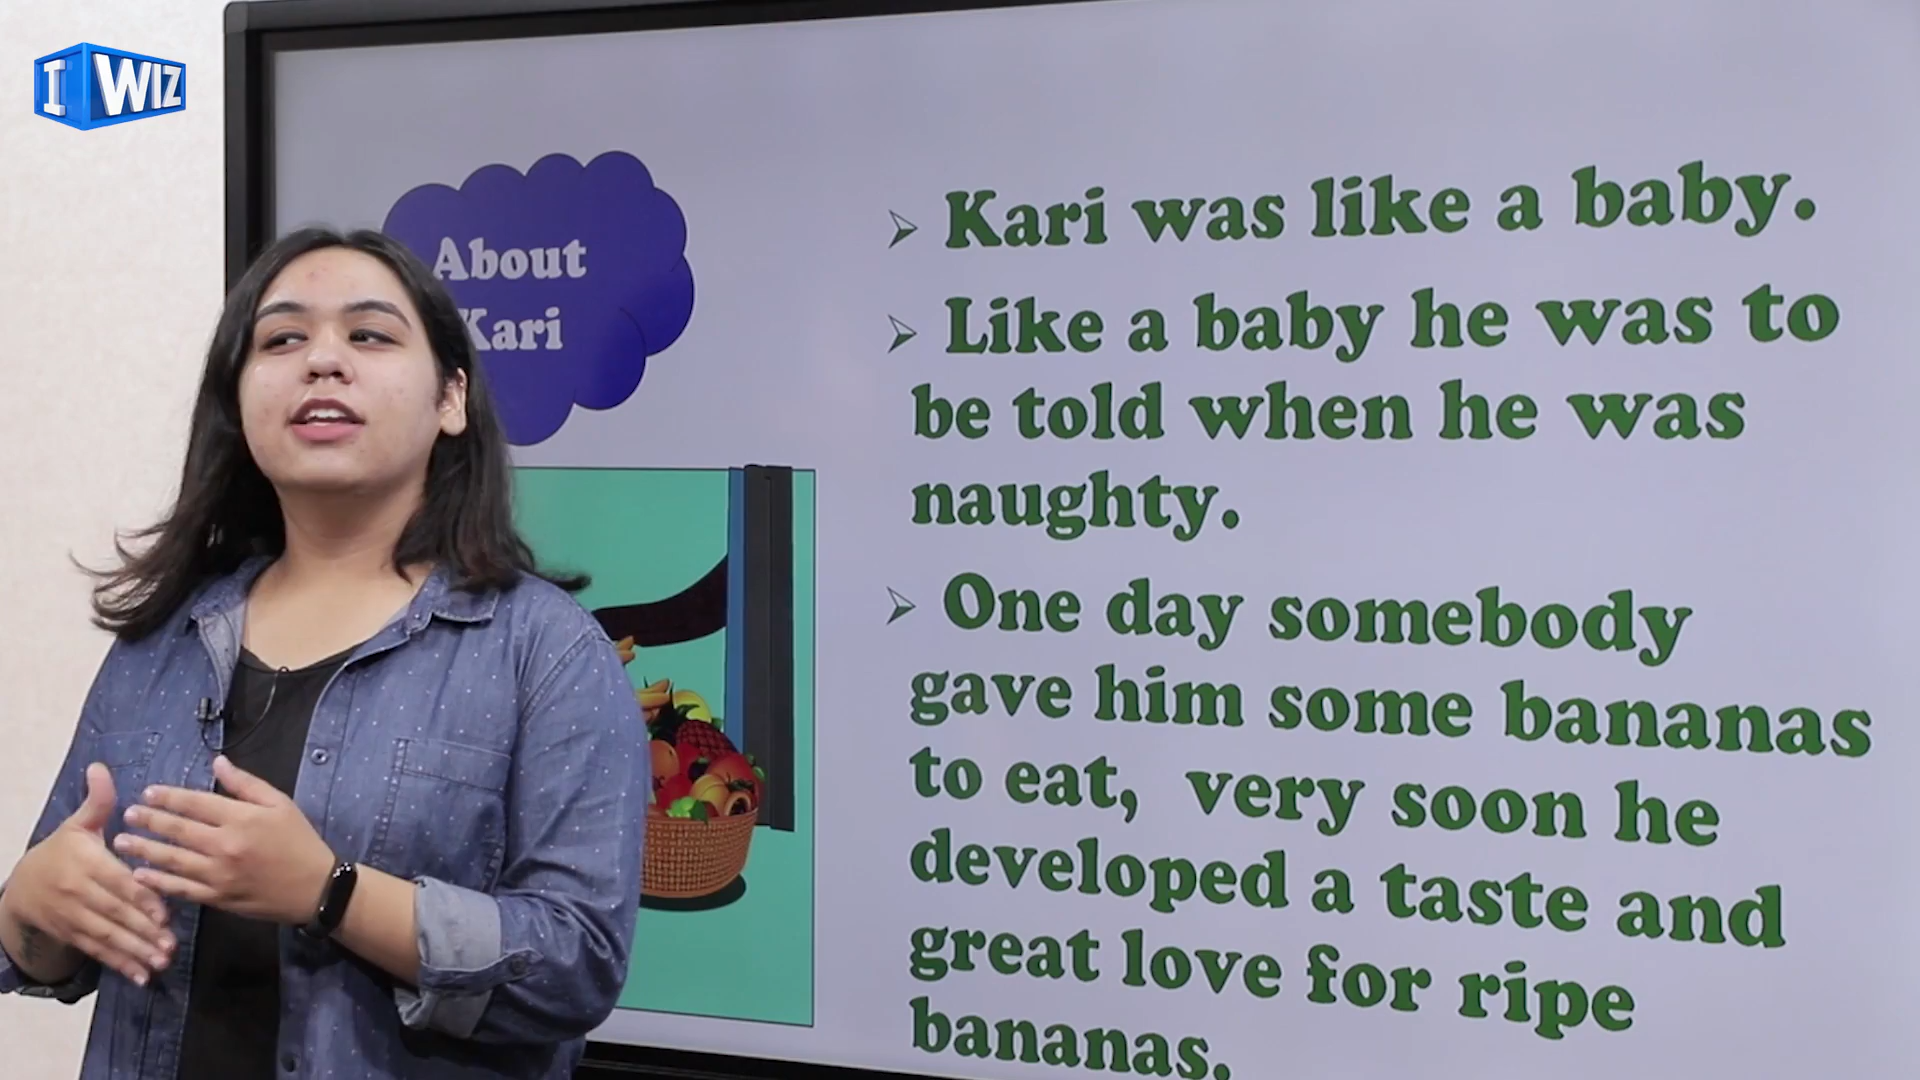 I WIZ
About
Kari
Kari was like a baby.
Like a baby he was to
be told when he was
naughty.
One day somebody
gave him some bananas
to eat, very soon he
developed a taste and
great love for ripe
bananas.